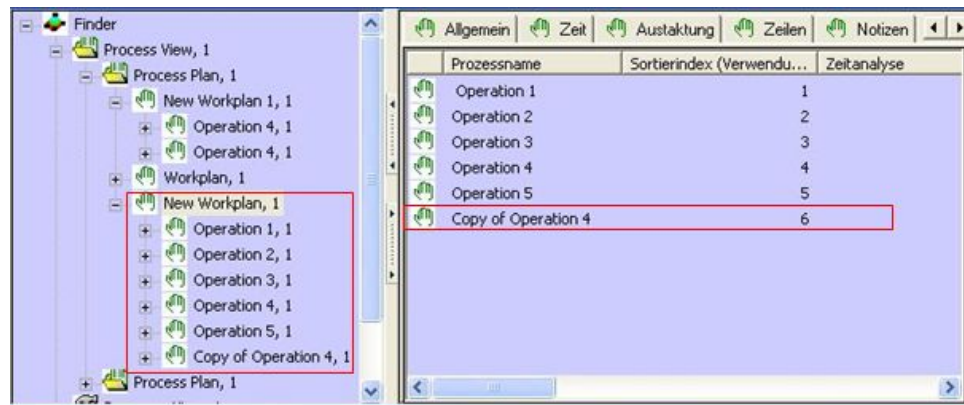 Finder
Process View, 1
Process Plan, 1
New Workplan 1, 1
Operation 4, 1
Operation 4, 1
Workplan, 1
New Workplan, 1
Operation 1, 1
Operation 2, 1
Operation 3, 1
Operation 4, 1
Operation 5, 1
Copy of Operation 4, 1
Process Plan, 1
Allgemein Zeit Austaktung Zeilen Notizen
Prozessname Sortierindex (Verwendu... Zeitanalyse
Operation 1 1
Operation 2 2
Operation 3 3
Operation 4 4
Operation 5 5
Copy of Operation 4 6